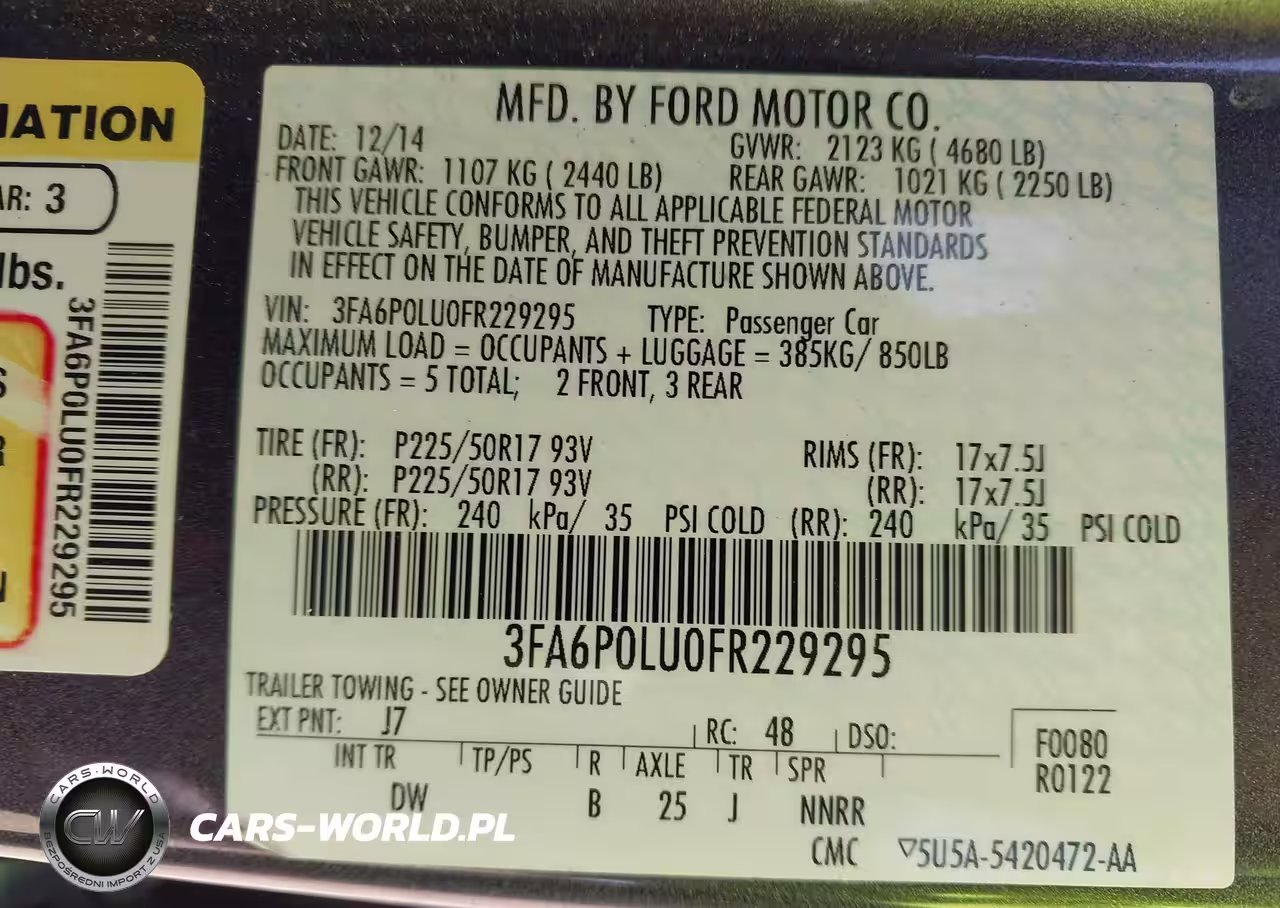 MATION
AR: 3
lbs.
3FA6P0LU0FR229295
S
R
MFD. BY FORD MOTOR CO.
DATE: 12/14 GVWR: 2123 KG ( 4680 LB)
FRONT GAWR: 1107 KG ( 2440 LB) REAR GAWR: 1021 KG ( 2250 LB)
THIS VEHICLE CONFORMS TO ALL APPLICABLE FEDERAL MOTOR
VEHICLE SAFETY, BUMPER, AND THEFT PREVENTION STANDARDS
IN EFFECT ON THE DATE OF MANUFACTURE SHOWN ABOVE.
VIN: 3FA6P0LU0FR229295 TYPE: Passenger Car
MAXIMUM LOAD = OCCUPANTS + LUGGAGE = 385KG/ 850LB
OCCUPANTS = 5 TOTAL; 2 FRONT, 3 REAR
TIRE (FR): P225/50R17 93V RIMS (FR): 17x7.5J
(RR): P225/50R17 93V (RR): 17x7.5J
PRESSURE (FR): 240 kPa/ 35 PSI COLD (RR): 240 kPa/ 35 PSI COLD
3FA6P0LU0FR229295
TRAILER TOWING - SEE OWNER GUIDE
EXT PNT: J7 RC: 48 DSO: F0080
INT TR TP/PS R AXLE TR SPR R0122
DW B 25 J NNRR
CMC ▽5U5A-5420472-AA
CARS-WORLD
CW
BEZPOŚREDNI IMPORT Z USA
CARS-WORLD.PL